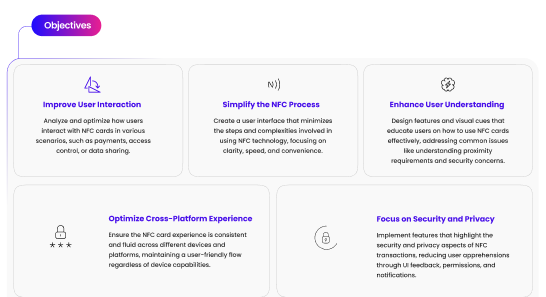 Objectives
Improve User Interaction
Analyze and optimize how users
interact with NFC cards in various
scenarios, such as payments, access
control, or data sharing.
N))
Simplify the NFC Process
Create a user interface that minimizes
the steps and complexities involved in
using NFC technology, focusing on
clarity, speed, and convenience.
Enhance User Understanding
Design features and visual cues that
educate users on how to use NFC cards
effectively, addressing common issues
like understanding proximity
requirements and security concerns.
***
Optimize Cross-Platform Experience
Ensure the NFC card experience is consistent
and fluid across different devices and
platforms, maintaining a user-friendly flow
regardless of device capabilities.
Focus on Security and Privacy
Implement features that highlight the
security and privacy aspects of NFC
transactions, reducing user apprehensions
through UI feedback, permissions, and
notifications.